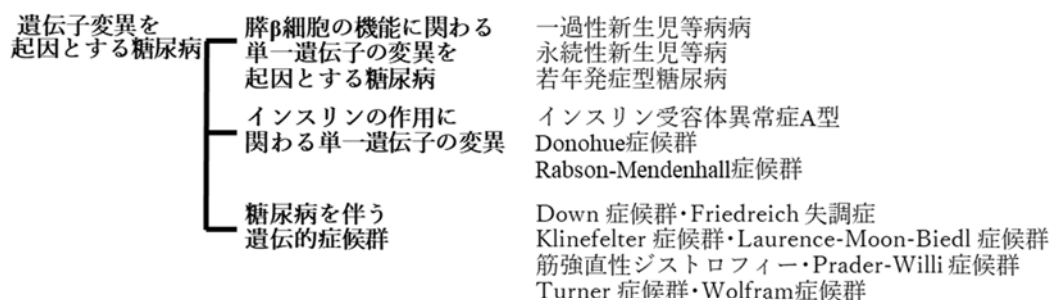 遺伝子変異を
起因とする糖尿病
膵β細胞の機能に関わる
単一遺伝子の変異を
起因とする糖尿病
一過性新生児等病病
永続性新生児等病
若年発症型糖尿病
インスリンの作用に
関わる単一遺伝子の変異
インスリン受容体異常症A型
Donohue症候群
Rabson-Mendenhall症候群
糖尿病を伴う
遺伝的症候群
Down 症候群・Friedreich 失調症
Klinefelter 症候群・Laurence-Moon-Biedl 症候群
筋強直性ジストロフィー・Prader-Willi 症候群
Turner 症候群・Wolfram症候群